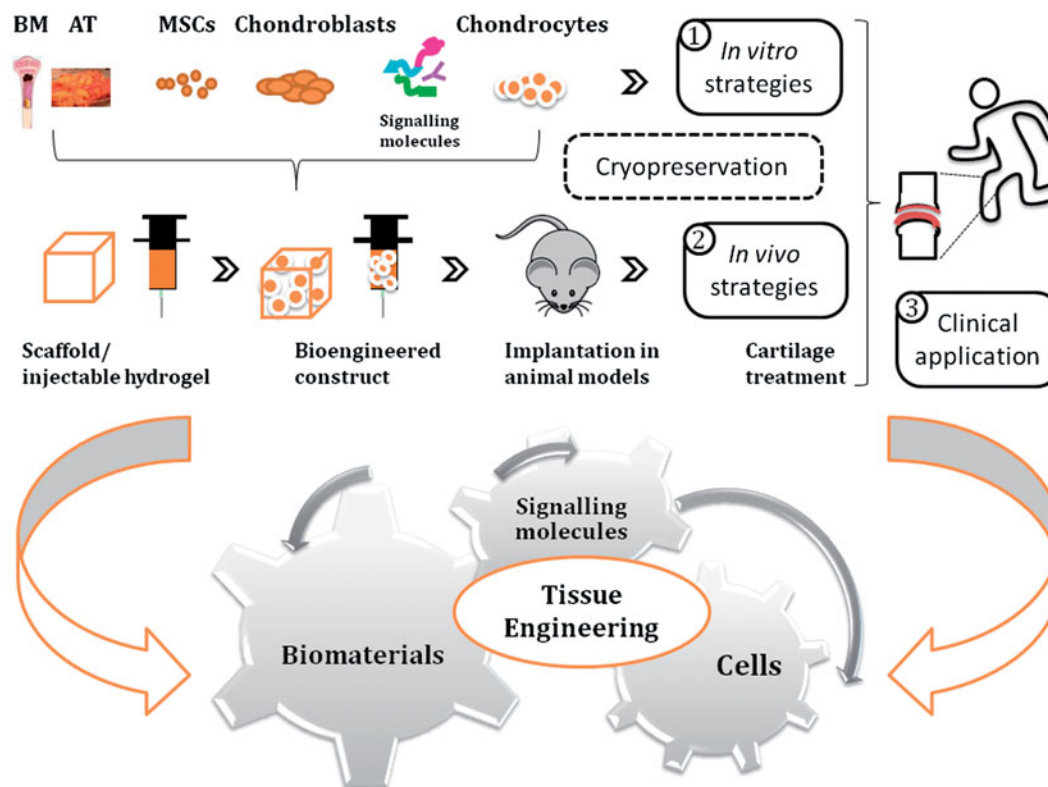 BM AT MSCs Chondroblasts Chondrocytes
Signalling
molecules
1
In vitro
strategies
Cryopreservation
2
In vivo
strategies
3
Clinical
application
Scaffold/
injectable hydrogel
Bioengineered
construct
Implantation in
animal models
Cartilage
treatment
Signalling
molecules
Tissue
Engineering
Biomaterials
Cells